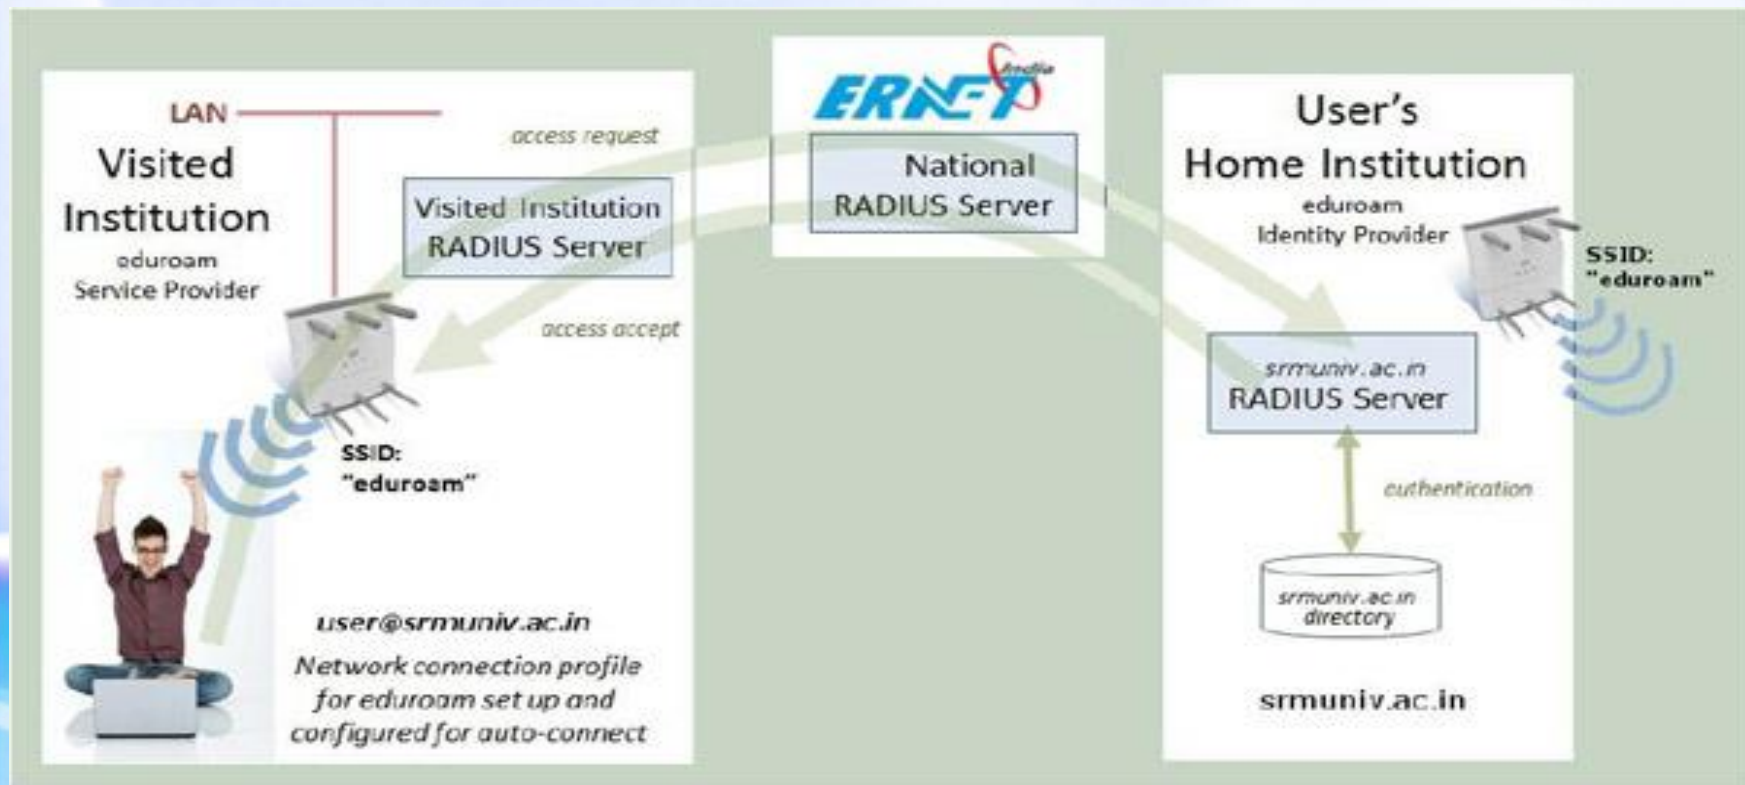 LAN
Visited
Institution
eduroam
Service Provider
access request
Visited Institution
RADIUS Server
access accept
SSID:
"eduroam"
user@srmuniv.ac.in
Network connection profile
for eduroam set up and
configured for auto-connect
ERNET
India
National
RADIUS Server
User's
Home Institution
eduroam
Identity Provider
SSID:
"eduroam"
srmuniv.ac.in
RADIUS Server
authentication
srmuniv.ac.in
directory
srmuniv.ac.in